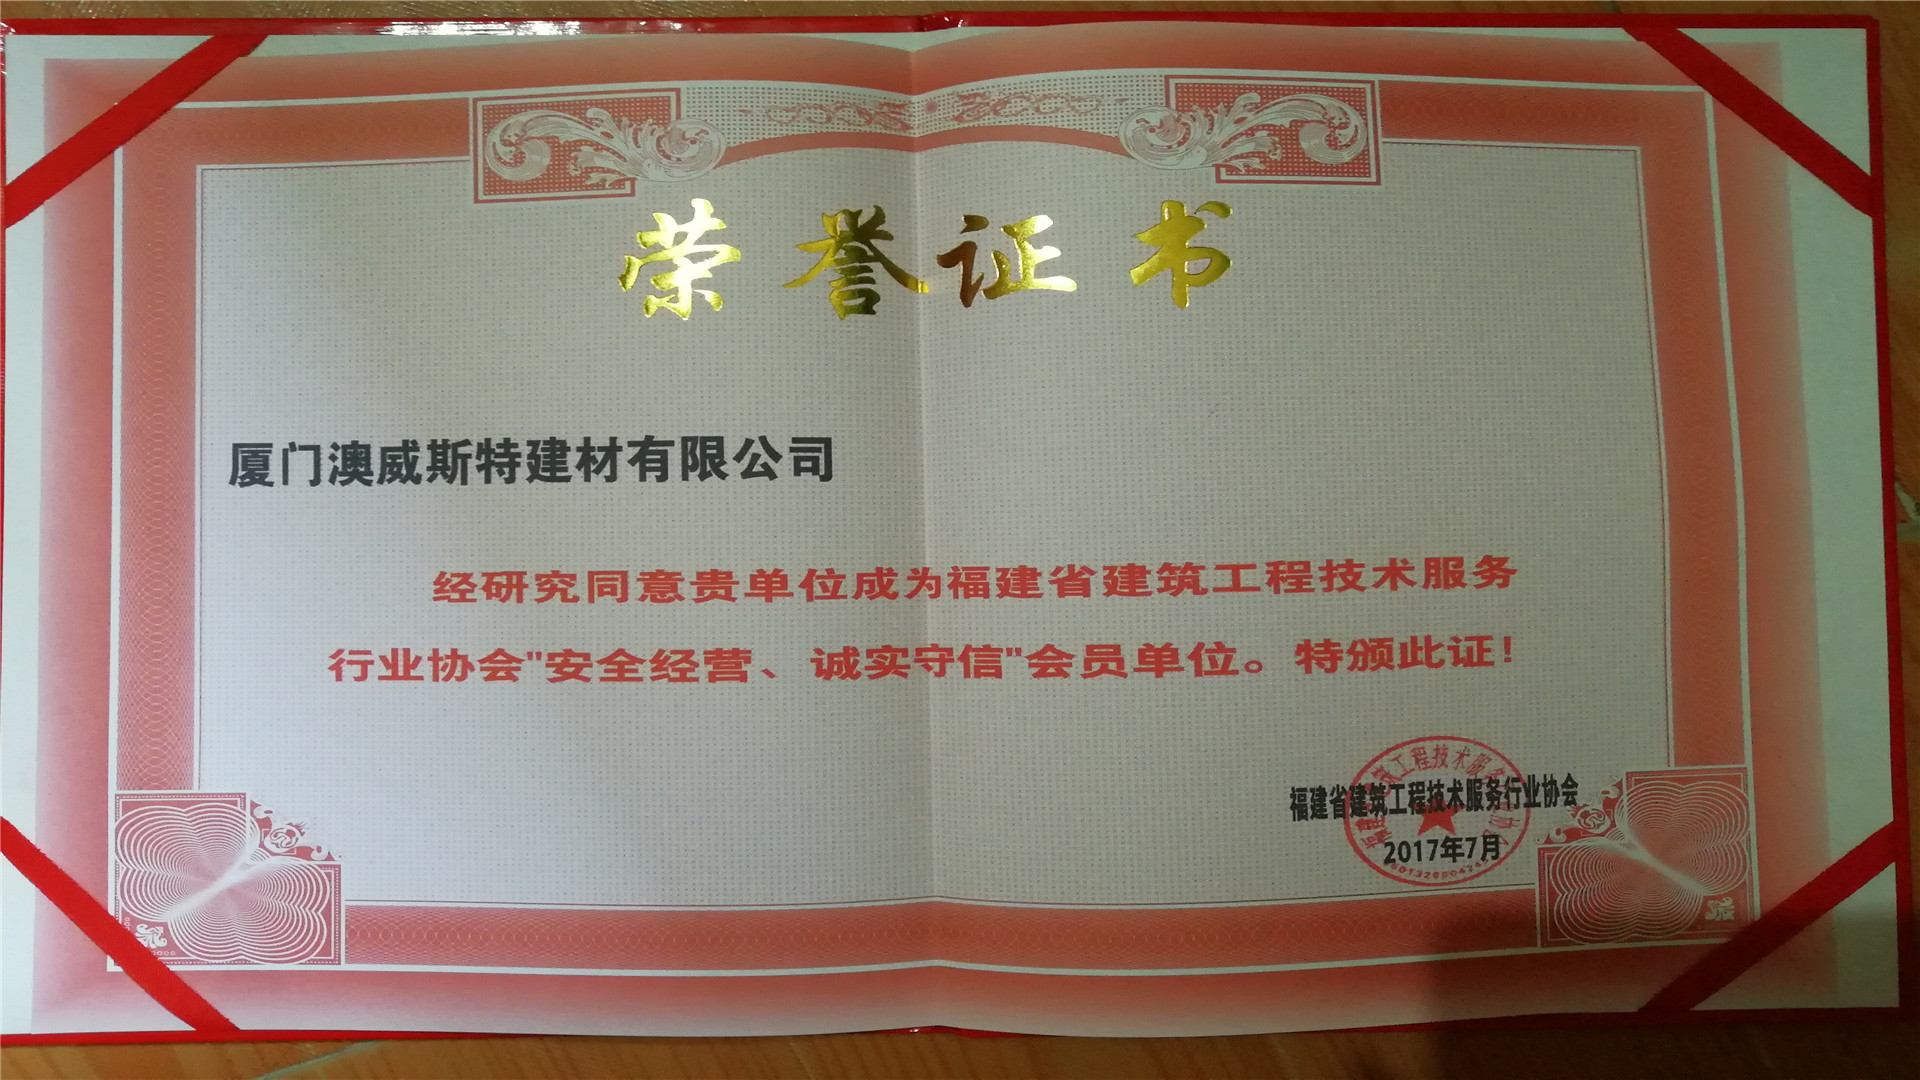 荣誉证书
厦门澳威斯特建材有限公司
经研究同意贵单位成为福建省建筑工程技术服务
行业协会"安全经营、诚实守信"会员单位。特颁此证!
福建省建筑工程技术服务行业协会
2017年7月